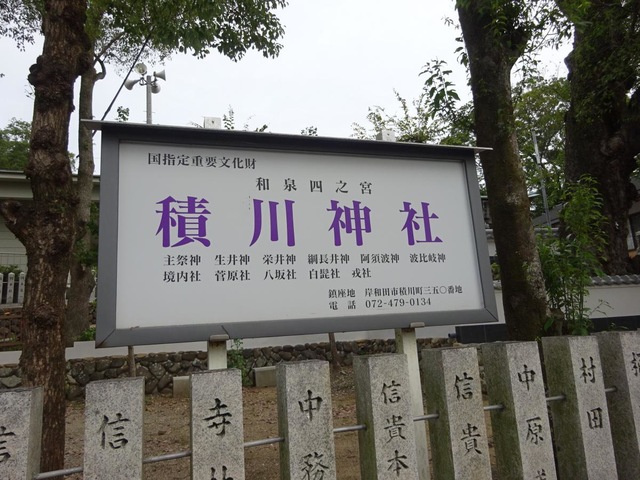 国指定重要文化財
和泉四之宮
積川神社
主祭神 生井神 栄井神 綱長井神 阿須波神 波比岐神
境内社 菅原社 八坂社 白髭社 戎社
鎮座地 岸和田市積川町三五〇番地
電話 072-479-0134
信
信
寺
中務
信貴本
信貴
中原
村田